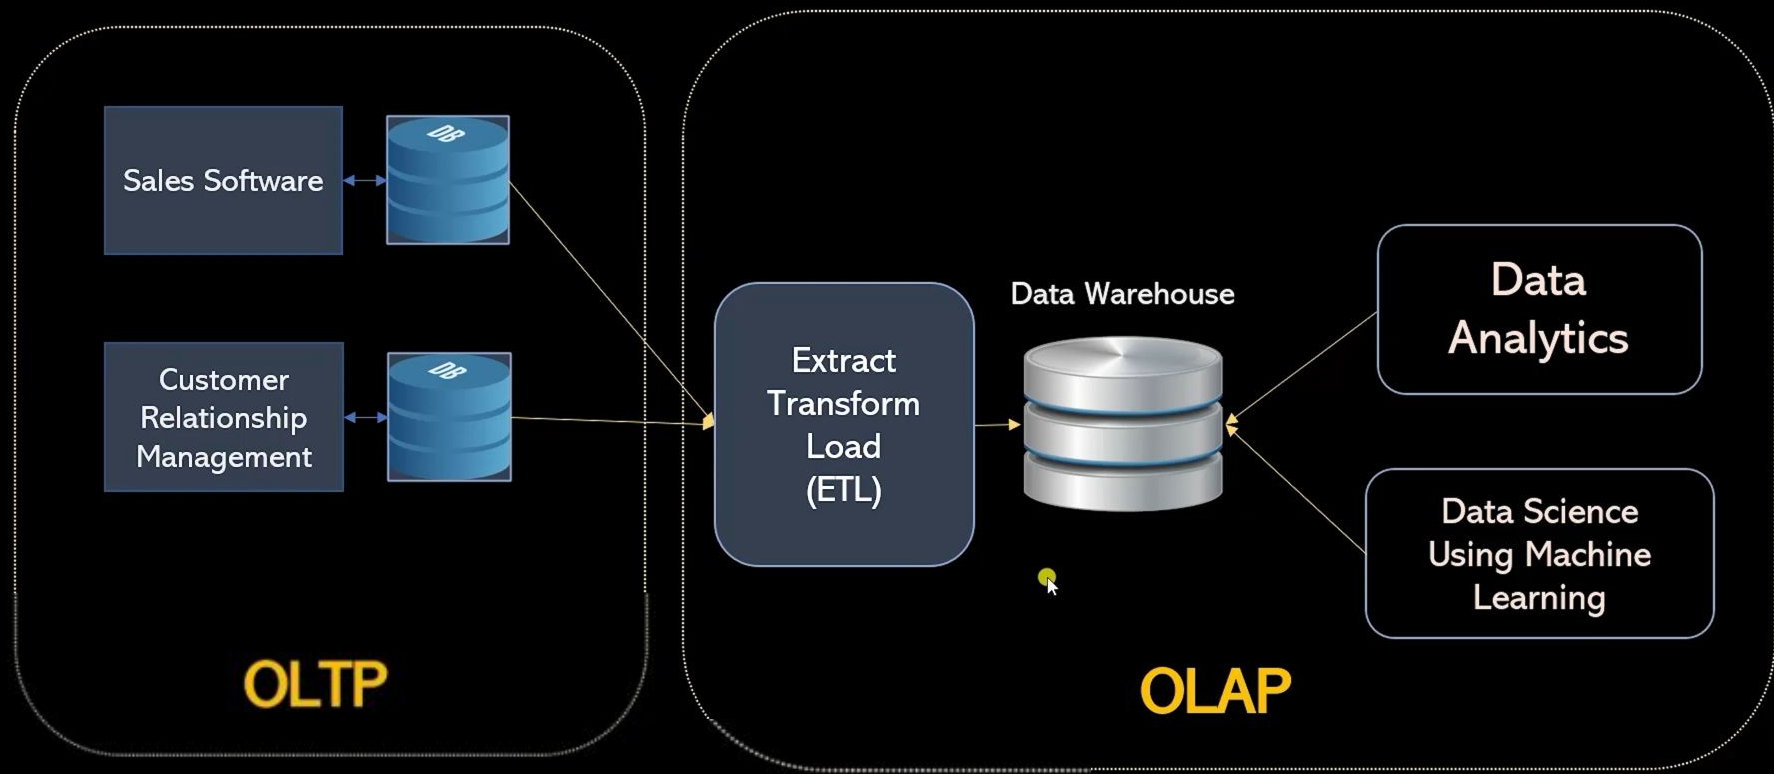 Sales Software
DB
Customer
Relationship
Management
DB
OLTP
Extract
Transform
Load
(ETL)
Data Warehouse
Data
Analytics
Data Science
Using Machine
Learning
OLAP